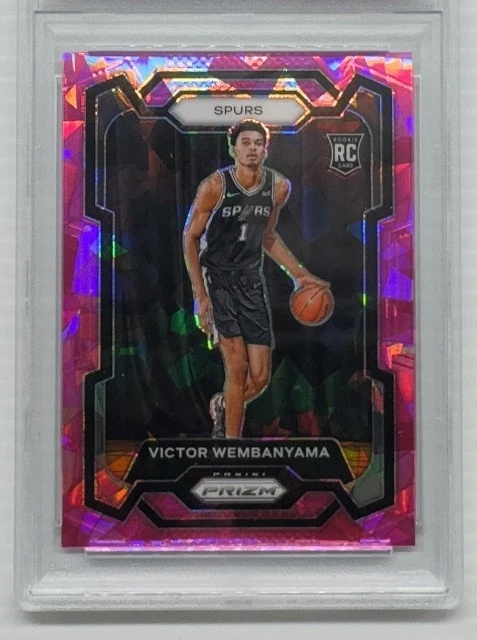 SPURS
ROOKIE
RC
CARD
SPURS
1
VICTOR WEMBANYAMA
PANINI
PRIZM